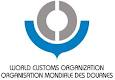 WORLD CUSTOMS ORGANIZATION
ORGANISATION MONDIALE DES DOUANES